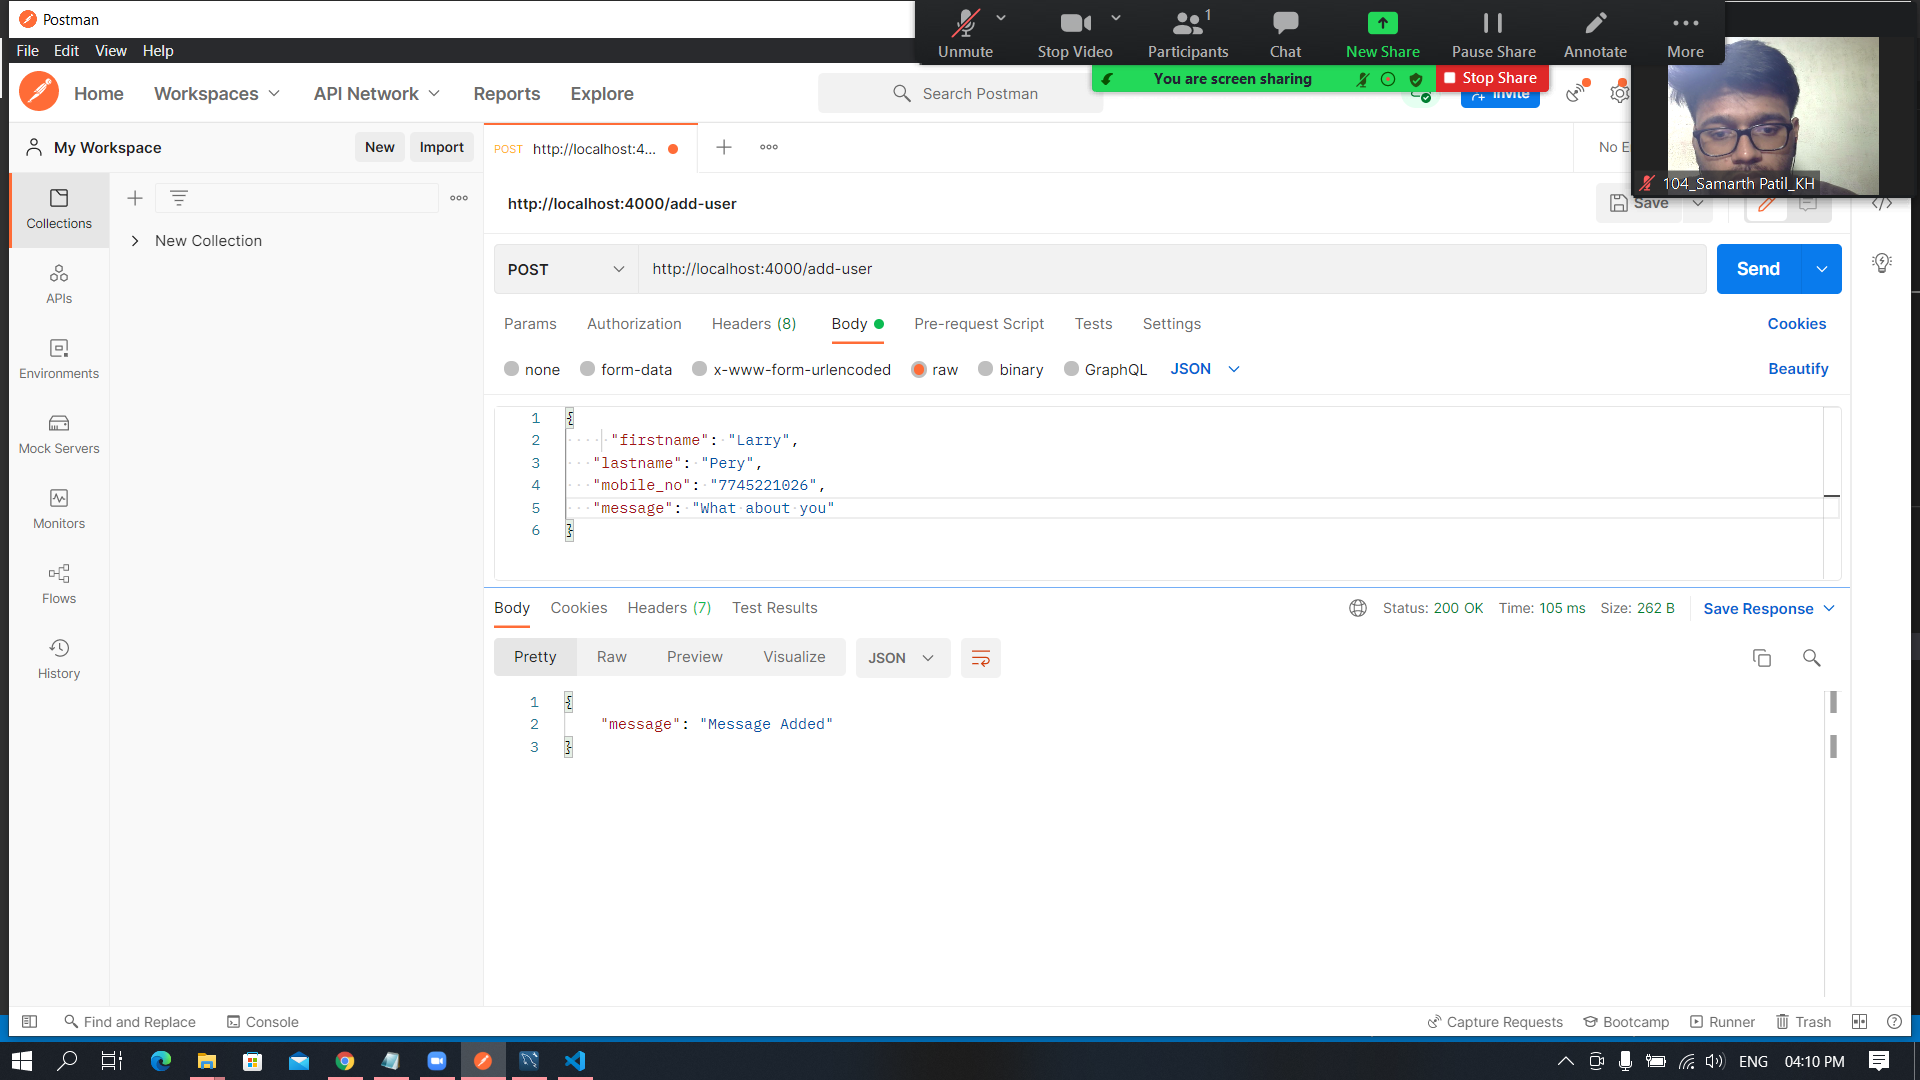 Postman
File Edit View Help
Unmute Stop Video Participants 1 Chat New Share Pause Share Annotate More
You are screen sharing Stop Share
Home Workspaces API Network Reports Explore Search Postman Invite
My Workspace New Import
POST http://localhost:4... No E
104_Samarth Patil_KH
Collections
New Collection
http://localhost:4000/add-user Save
APIs
Environments
Mock Servers
Monitors
Flows
History
POST http://localhost:4000/add-user Send
Params Authorization Headers (8) Body Pre-request Script Tests Settings Cookies
none form-data x-www-form-urlencoded raw binary GraphQL JSON Beautify
1 {
2 "firstname": "Larry",
3 "lastname": "Pery",
4 "mobile_no": "7745221026",
5 "message": "What about you"
6 }
Body Cookies Headers (7) Test Results Status: 200 OK Time: 105 ms Size: 262 B Save Response
Pretty Raw Preview Visualize JSON
1 {
2 "message": "Message Added"
3 }
Find and Replace Console Capture Requests Bootcamp Runner Trash
ENG 04:10 PM